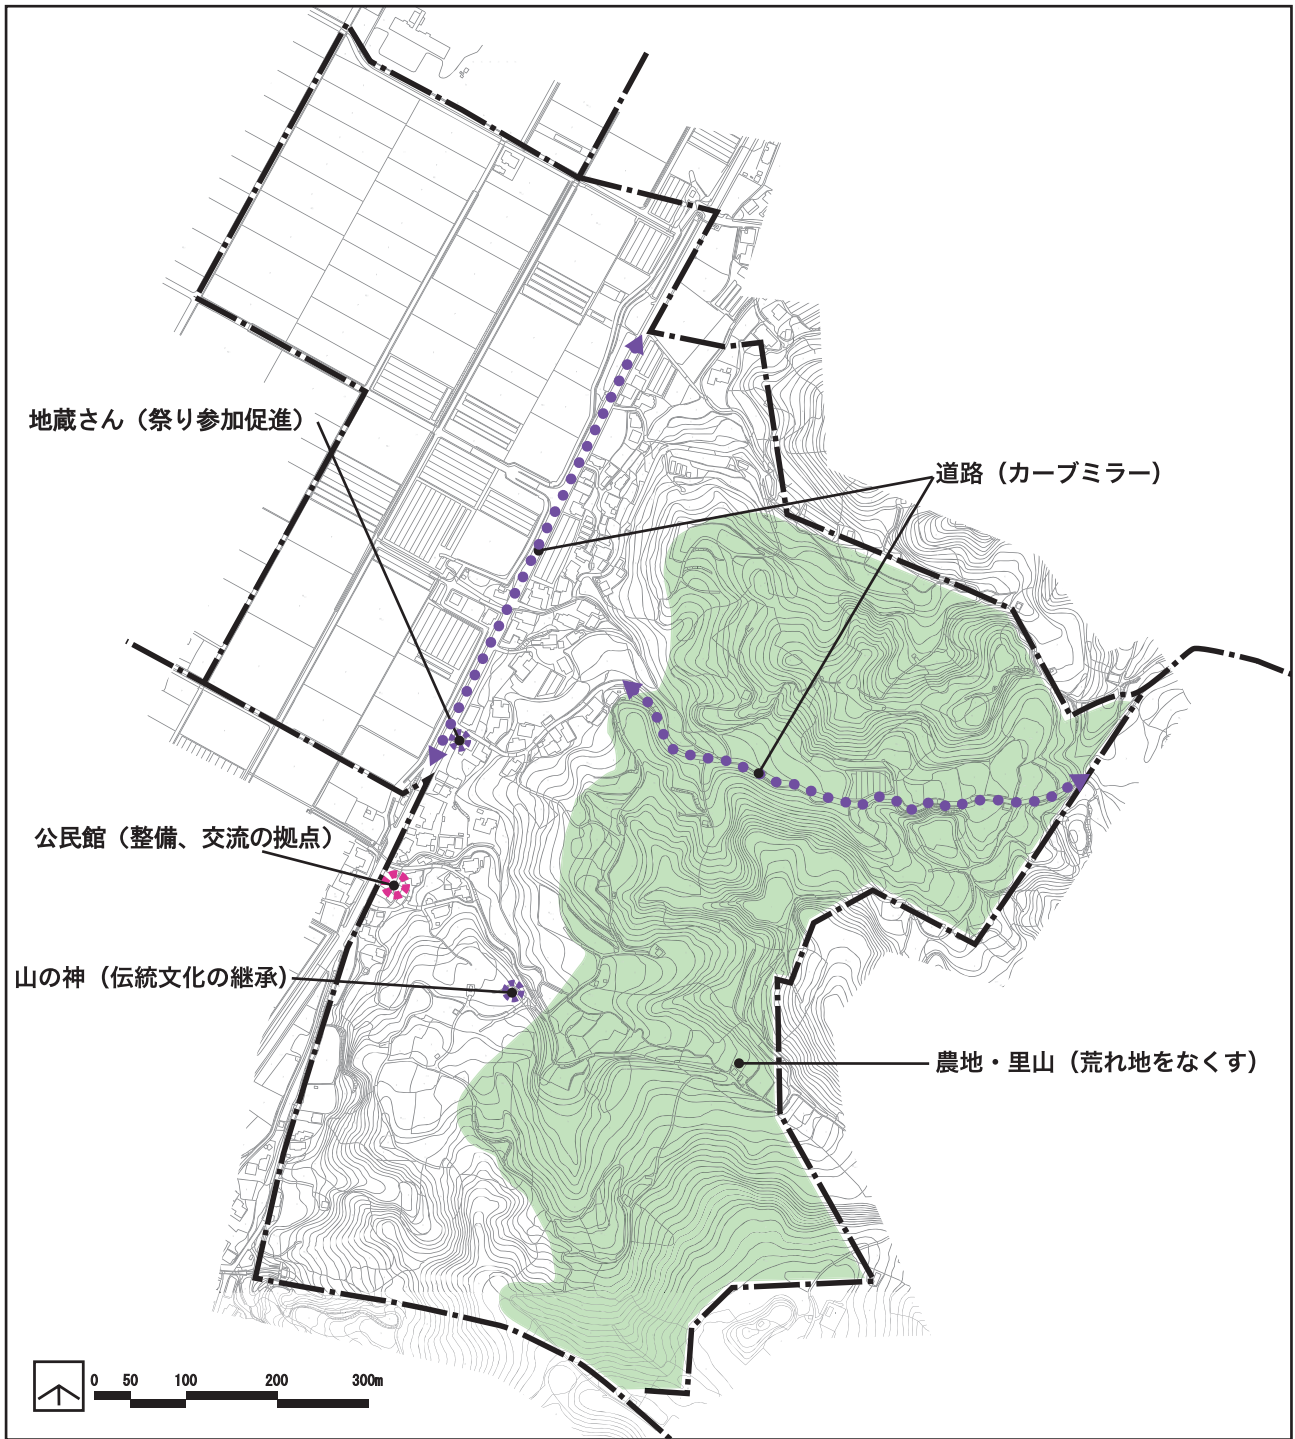 地蔵さん（祭り参加促進）
道路（カーブミラー）
公民館（整備、交流の拠点）
山の神（伝統文化の継承）
農地・里山（荒れ地をなくす）
0 50 100 200 300m